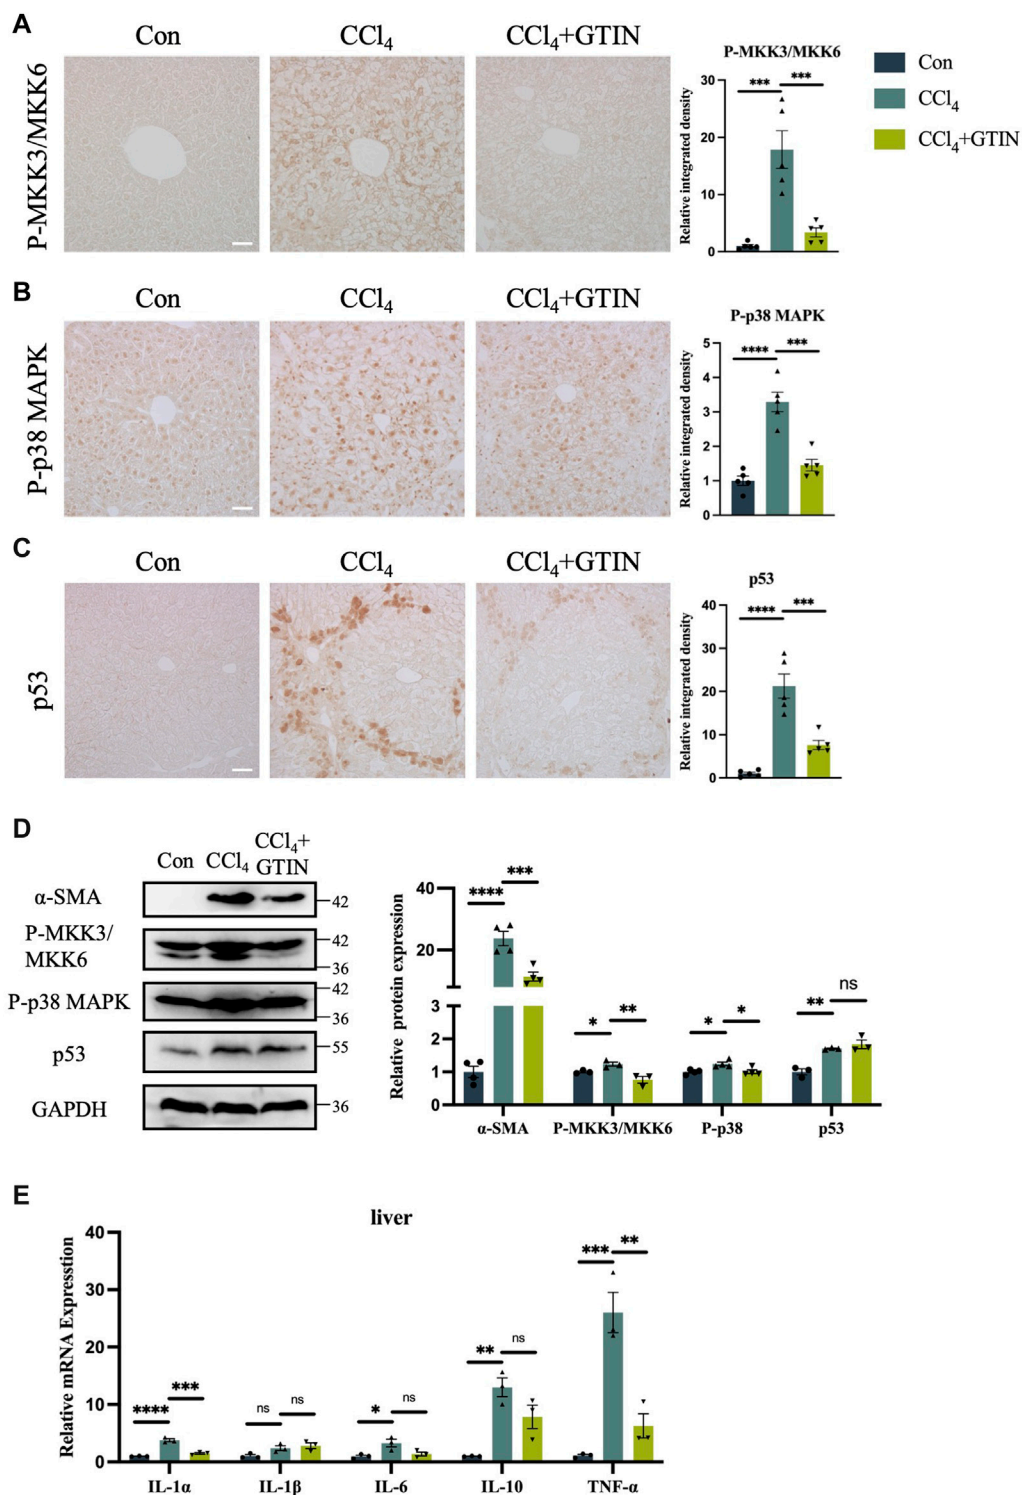 A
Con
CCl4
CCl4+GTIN
P-MKK3/MKK6
P-MKK3/MKK6
Relative integrated density
30
20
10
0
***
***
Con
CCl4
CCl4+GTIN
B
Con
CCl4
CCl4+GTIN
P-p38 MAPK
P-p38 MAPK
Relative integrated density
5
4
3
2
1
0
****
***
C
Con
CCl4
CCl4+GTIN
p53
p53
Relative integrated density
40
30
20
10
0
****
***
D
Con
CCl4
CCl4+
GTIN
α-SMA
42
P-MKK3/
MKK6
42
36
P-p38 MAPK
42
36
p53
55
GAPDH
36
Relative protein expression
40
20
3
2
1
0
****
***
*
**
*
*
**
ns
α-SMA
P-MKK3/MKK6
P-p38
p53
E
liver
Relative mRNA Expresstion
40
30
20
10
0
****
***
ns
ns
*
ns
**
ns
***
**
IL-1α
IL-1β
IL-6
IL-10
TNF-α